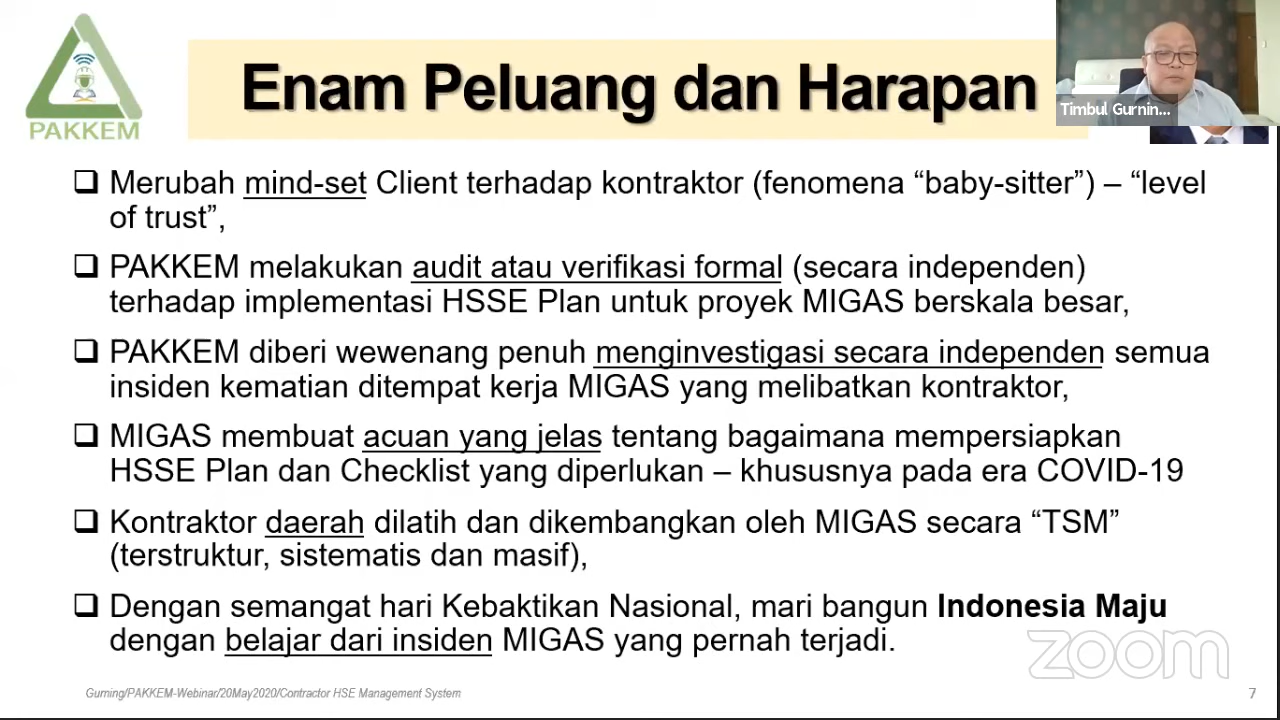 PAKKEM
Enam Peluang dan Harapan
Timbul Gurnin...
❑ Merubah mind-set Client terhadap kontraktor (fenomena “baby-sitter”) – “level
of trust”,
❑ PAKKEM melakukan audit atau verifikasi formal (secara independen)
terhadap implementasi HSSE Plan untuk proyek MIGAS berskala besar,
❑ PAKKEM diberi wewenang penuh menginvestigasi secara independen semua
insiden kematian ditempat kerja MIGAS yang melibatkan kontraktor,
❑ MIGAS membuat acuan yang jelas tentang bagaimana mempersiapkan
HSSE Plan dan Checklist yang diperlukan – khususnya pada era COVID-19
❑ Kontraktor daerah dilatih dan dikembangkan oleh MIGAS secara “TSM”
(terstruktur, sistematis dan masif),
❑ Dengan semangat hari Kebaktikan Nasional, mari bangun Indonesia Maju
dengan belajar dari insiden MIGAS yang pernah terjadi.
zoom
Gurning/PAKKEM-Webinar/20May2020/Contractor HSE Management System
7